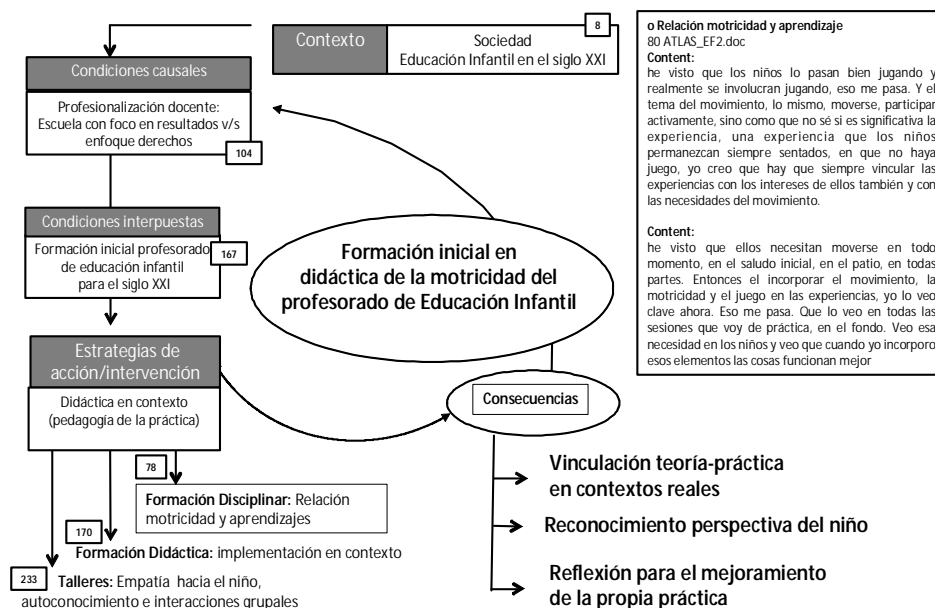 8
Contexto
Sociedad
Educación Infantil en el siglo XXI
Condiciones causales
Profesionalización docente:
Escuela con foco en resultados v/s
enfoque derechos
104
Condiciones interpuestas
Formación inicial profesorado
de educación infantil
para el siglo XXI
167
Estrategias de
acción/intervención
Didáctica en contexto
(pedagogía de la práctica)
78
Formación Disciplinar: Relación
motricidad y aprendizajes
170
Formación Didáctica: implementación en contexto
233
Talleres: Empatía hacia el niño,
autoconocimiento e interacciones grupales
Formación inicial en
didáctica de la motricidad del
profesorado de Educación Infantil
Consecuencias
Vinculación teoría-práctica
en contextos reales
Reconocimiento perspectiva del niño
Reflexión para el mejoramiento
de la propia práctica
o Relación motricidad y aprendizaje
80 ATLAS_EF2.doc
Content:
he visto que los niños lo pasan bien jugando y
realmente se involucran jugando, eso me pasa. Y el
tema del movimiento, lo mismo, moverse, participar
activamente, sino como que no sé si es significativa la
experiencia, una experiencia que los niños
permanezcan siempre sentados, en que no haya
juego, yo creo que hay que siempre vincular las
experiencias con los intereses de ellos también y con
las necesidades del movimiento.
Content:
he visto que ellos necesitan moverse en todo
momento, en el saludo inicial, en el patio, en todas
partes. Entonces el incorporar el movimiento, la
motricidad y el juego en las experiencias, yo lo veo
clave ahora. Eso me pasa. Que lo veo en todas las
sesiones que voy de práctica, en el fondo. Veo esa
necesidad en los niños y veo que cuando yo incorporo
esos elementos las cosas funcionan mejor